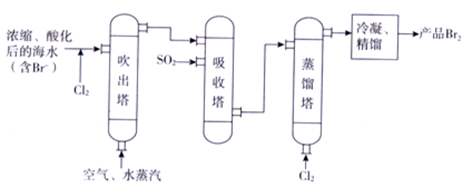 浓缩、酸化
后的海水
（含Br⁻）
Cl₂
吹出塔
空气、水蒸汽
SO₂
吸收塔
蒸馏塔
Cl₂
冷凝、
精馏
产品Br₂